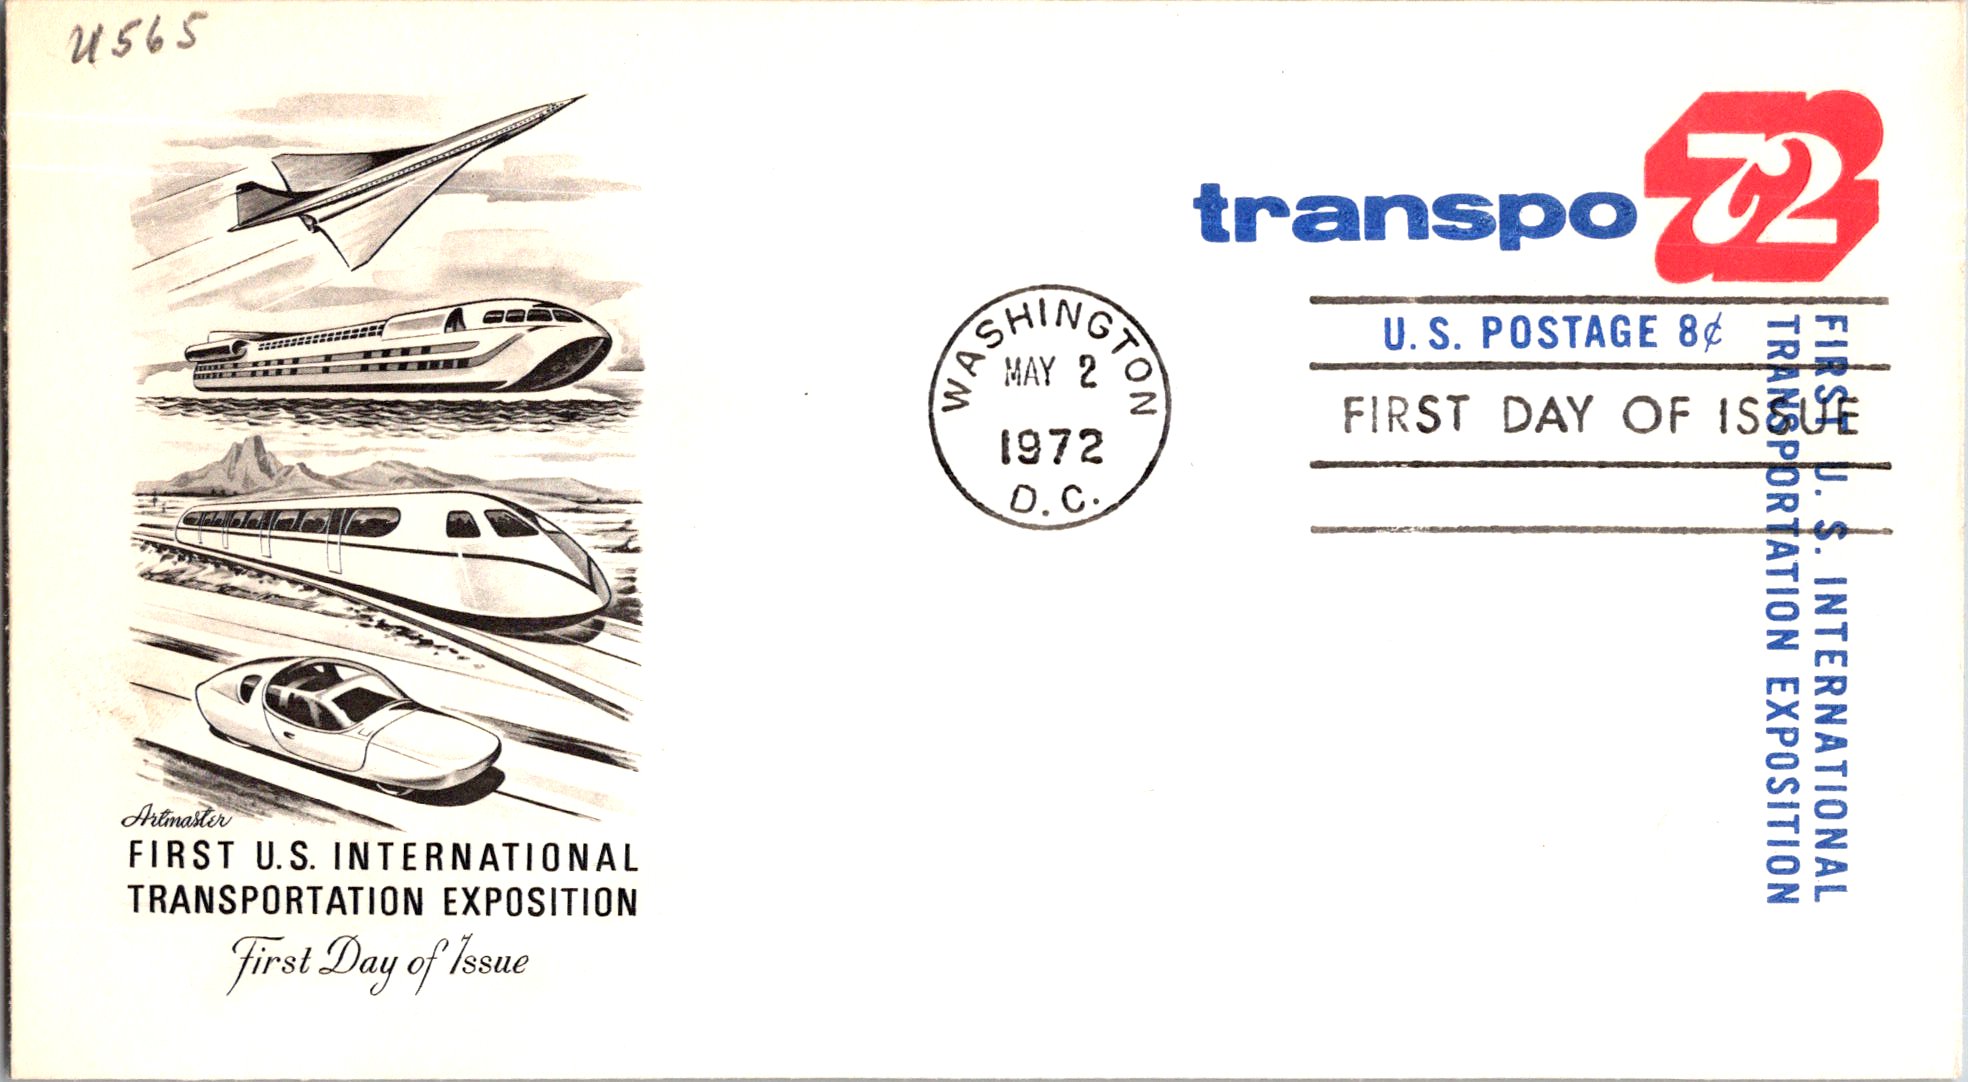 U565
transpo 72
U.S. POSTAGE 8¢
WASHINGTON
MAY 2
1972
D.C.
FIRST DAY OF ISSUE
FIRST U.S. INTERNATIONAL
TRANSPORTATION EXPOSITION
Artmaster
FIRST U.S. INTERNATIONAL
TRANSPORTATION EXPOSITION
First Day of Issue